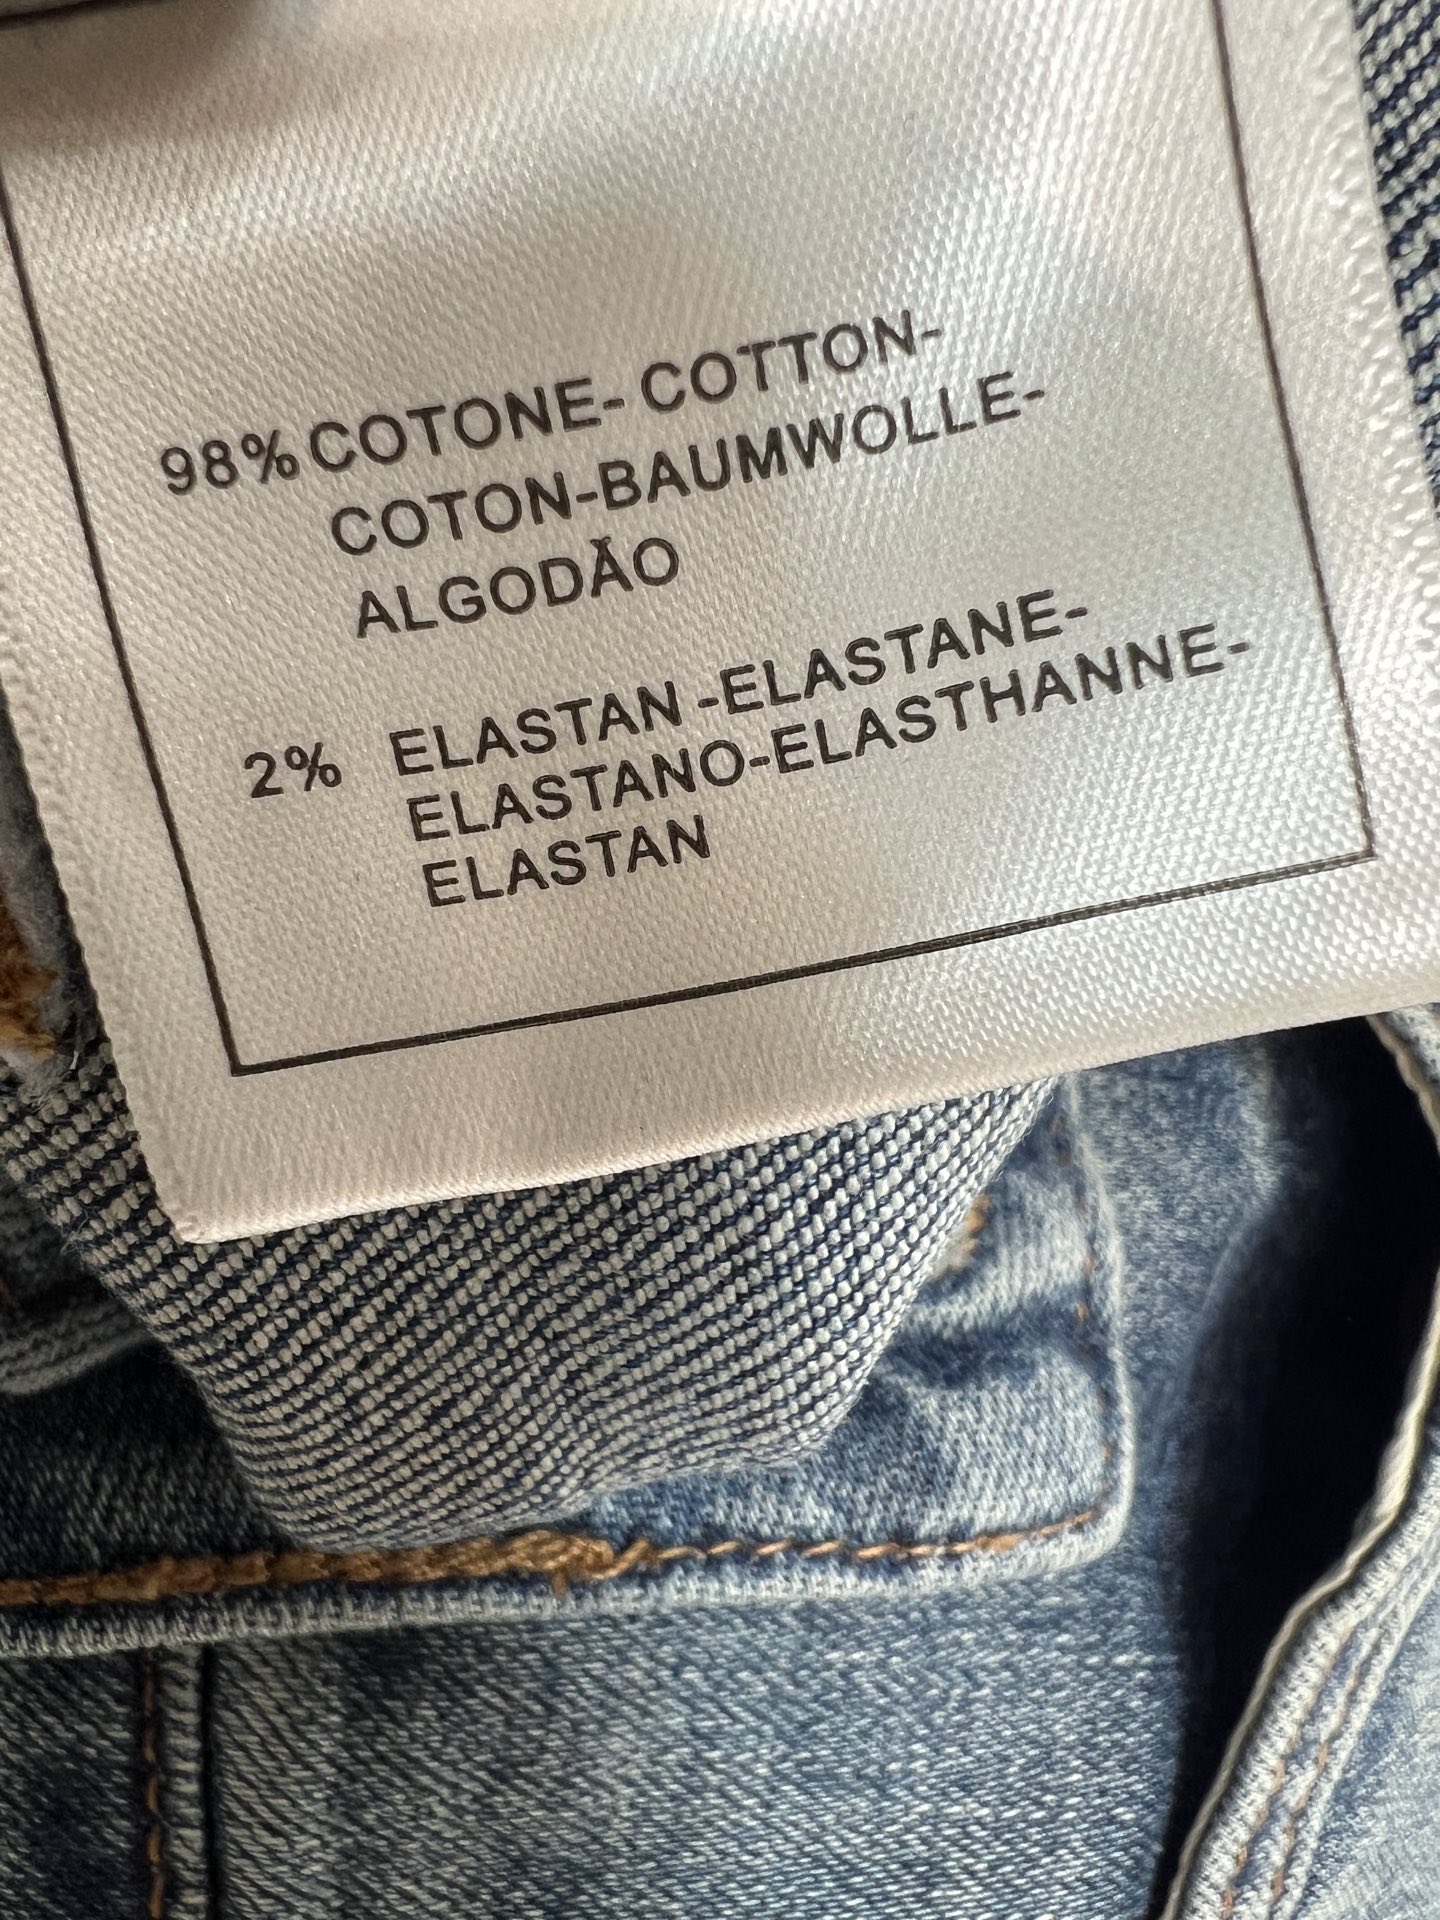 98% COTONE- COTTON-
COTON-BAUMWOLLE-
ALGODÃO
2% ELASTAN -ELASTANE-
ELASTANO-ELASTHANNE-
ELASTAN